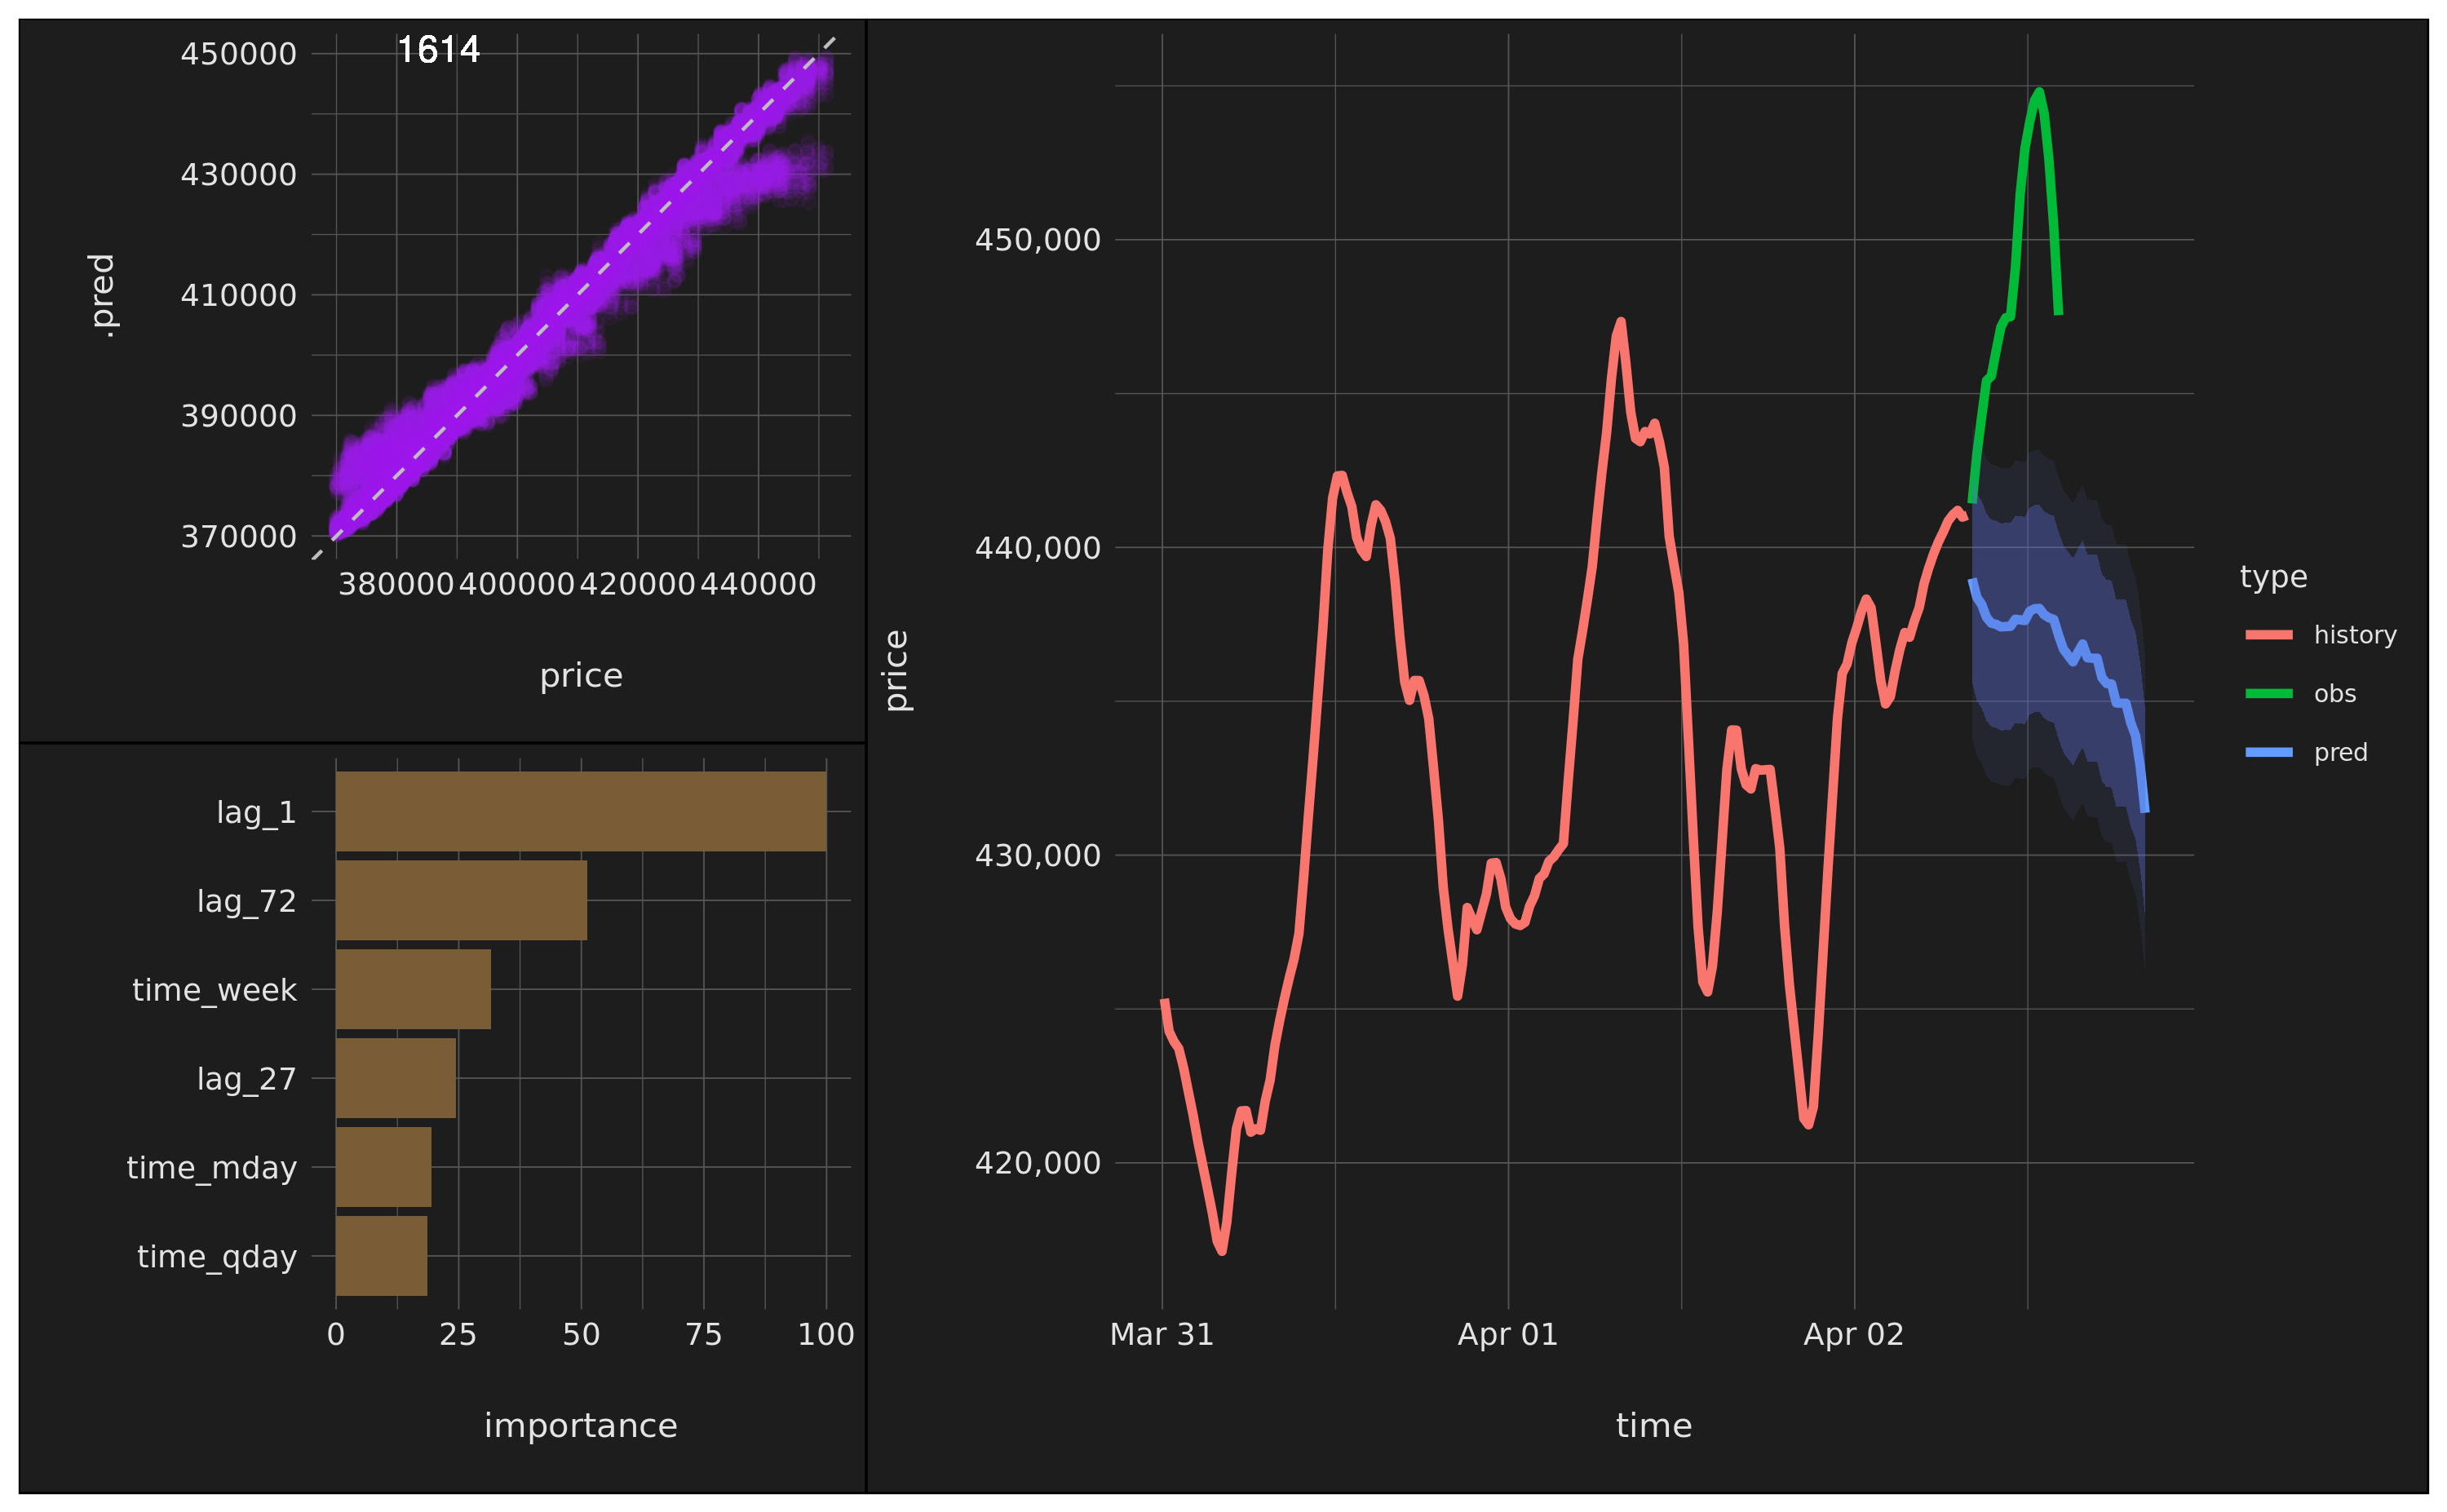 1614
450000
430000
410000
390000
370000
.pred
380000 400000 420000 440000
price
lag_1
lag_72
time_week
lag_27
time_mday
time_qday
0 25 50 75 100
importance
450,000
440,000
430,000
420,000
price
Mar 31 Apr 01 Apr 02
time
type
history
obs
pred